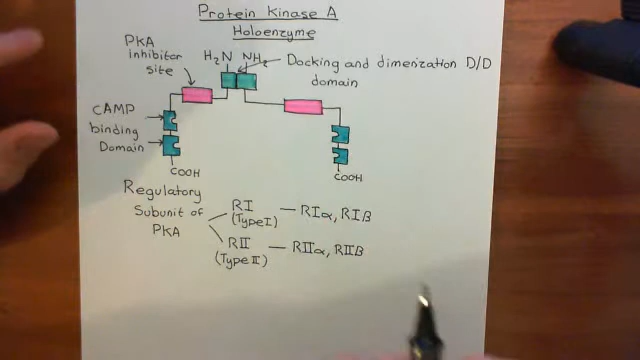 Protein Kinase A
Holoenzyme
PKA
inhibitor
site
H₂N NH₂
Docking and dimenization D/D
domain
cAMP
binding
Domain
COOH
COOH
Regulatory
Subunit of
PKA
RI
(Type I)
— RIα, RIβ
RII
(Type II)
— RIIα, RIIβ